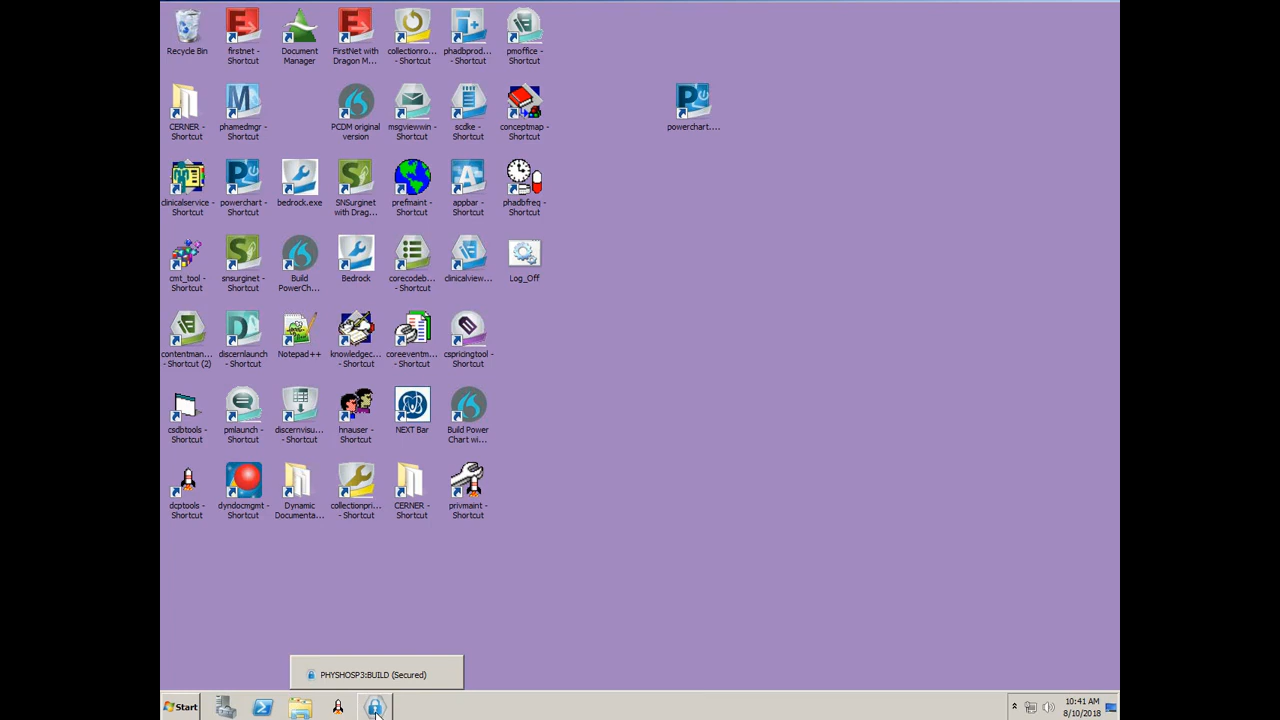 Recycle Bin
firstnet -
Shortcut
Document
Manager
FirstNet with
Dragon M...
collectionro...
- Shortcut
phadbprod...
- Shortcut
pmoffice -
Shortcut
CERNER -
Shortcut
phamedmgr -
Shortcut
PCDM original
version
msgviewwin -
Shortcut
scdke -
Shortcut
conceptmap -
Shortcut
powerchart....
clinicalservice -
Shortcut
powerchart -
Shortcut
bedrock.exe
SNSurginet
with Drag...
prefmaint -
Shortcut
appbar -
Shortcut
phadbfreq -
Shortcut
cmt_tool -
Shortcut
snsurginet -
Shortcut
Build
PowerCh...
Bedrock
corecodeb...
- Shortcut
clinicalview...
- Shortcut
Log_Off
contentman...
- Shortcut (2)
discernlaunch
- Shortcut
Notepad++
knowledgec...
- Shortcut
coreeventm...
- Shortcut
cspricingtool -
Shortcut
csdbtools -
Shortcut
pmlaunch -
Shortcut
discernvisu...
- Shortcut
hnauser -
Shortcut
NEXT Bar
Build Power
Chart wi...
dcptools -
Shortcut
dyndocmgmt -
Shortcut
Dynamic
Documenta...
collectionpri...
- Shortcut
CERNER -
Shortcut
privmaint -
Shortcut
PHYSHOSP3:BUILD (Secured)
Start
10:41 AM
8/10/2018